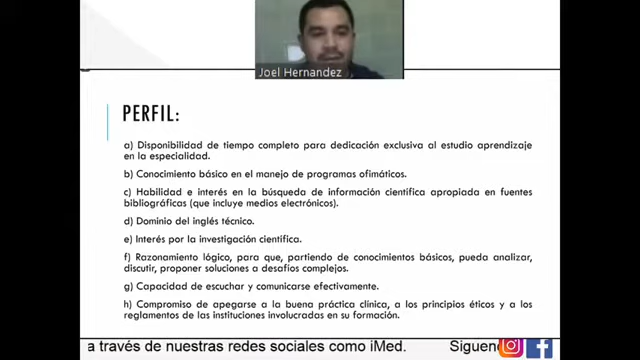 Joel Hernandez
PERFIL:
a) Disponibilidad de tiempo completo para dedicación exclusiva al estudio aprendizaje
en la especialidad.
b) Conocimiento básico en el manejo de programas ofimáticos.
c) Habilidad e interés en la búsqueda de información científica apropiada en fuentes
bibliográficas (que incluye medios electrónicos).
d) Dominio del inglés técnico.
e) Interés por la investigación científica.
f) Razonamiento lógico, para que, partiendo de conocimientos básicos, pueda analizar,
discutir, proponer soluciones a desafíos complejos.
g) Capacidad de escuchar y comunicarse efectivamente.
h) Compromiso de apegarse a la buena práctica clínica, a los principios éticos y a los
reglamentos de las instituciones involucradas en su formación.
a través de nuestras redes sociales como iMed. Siguen